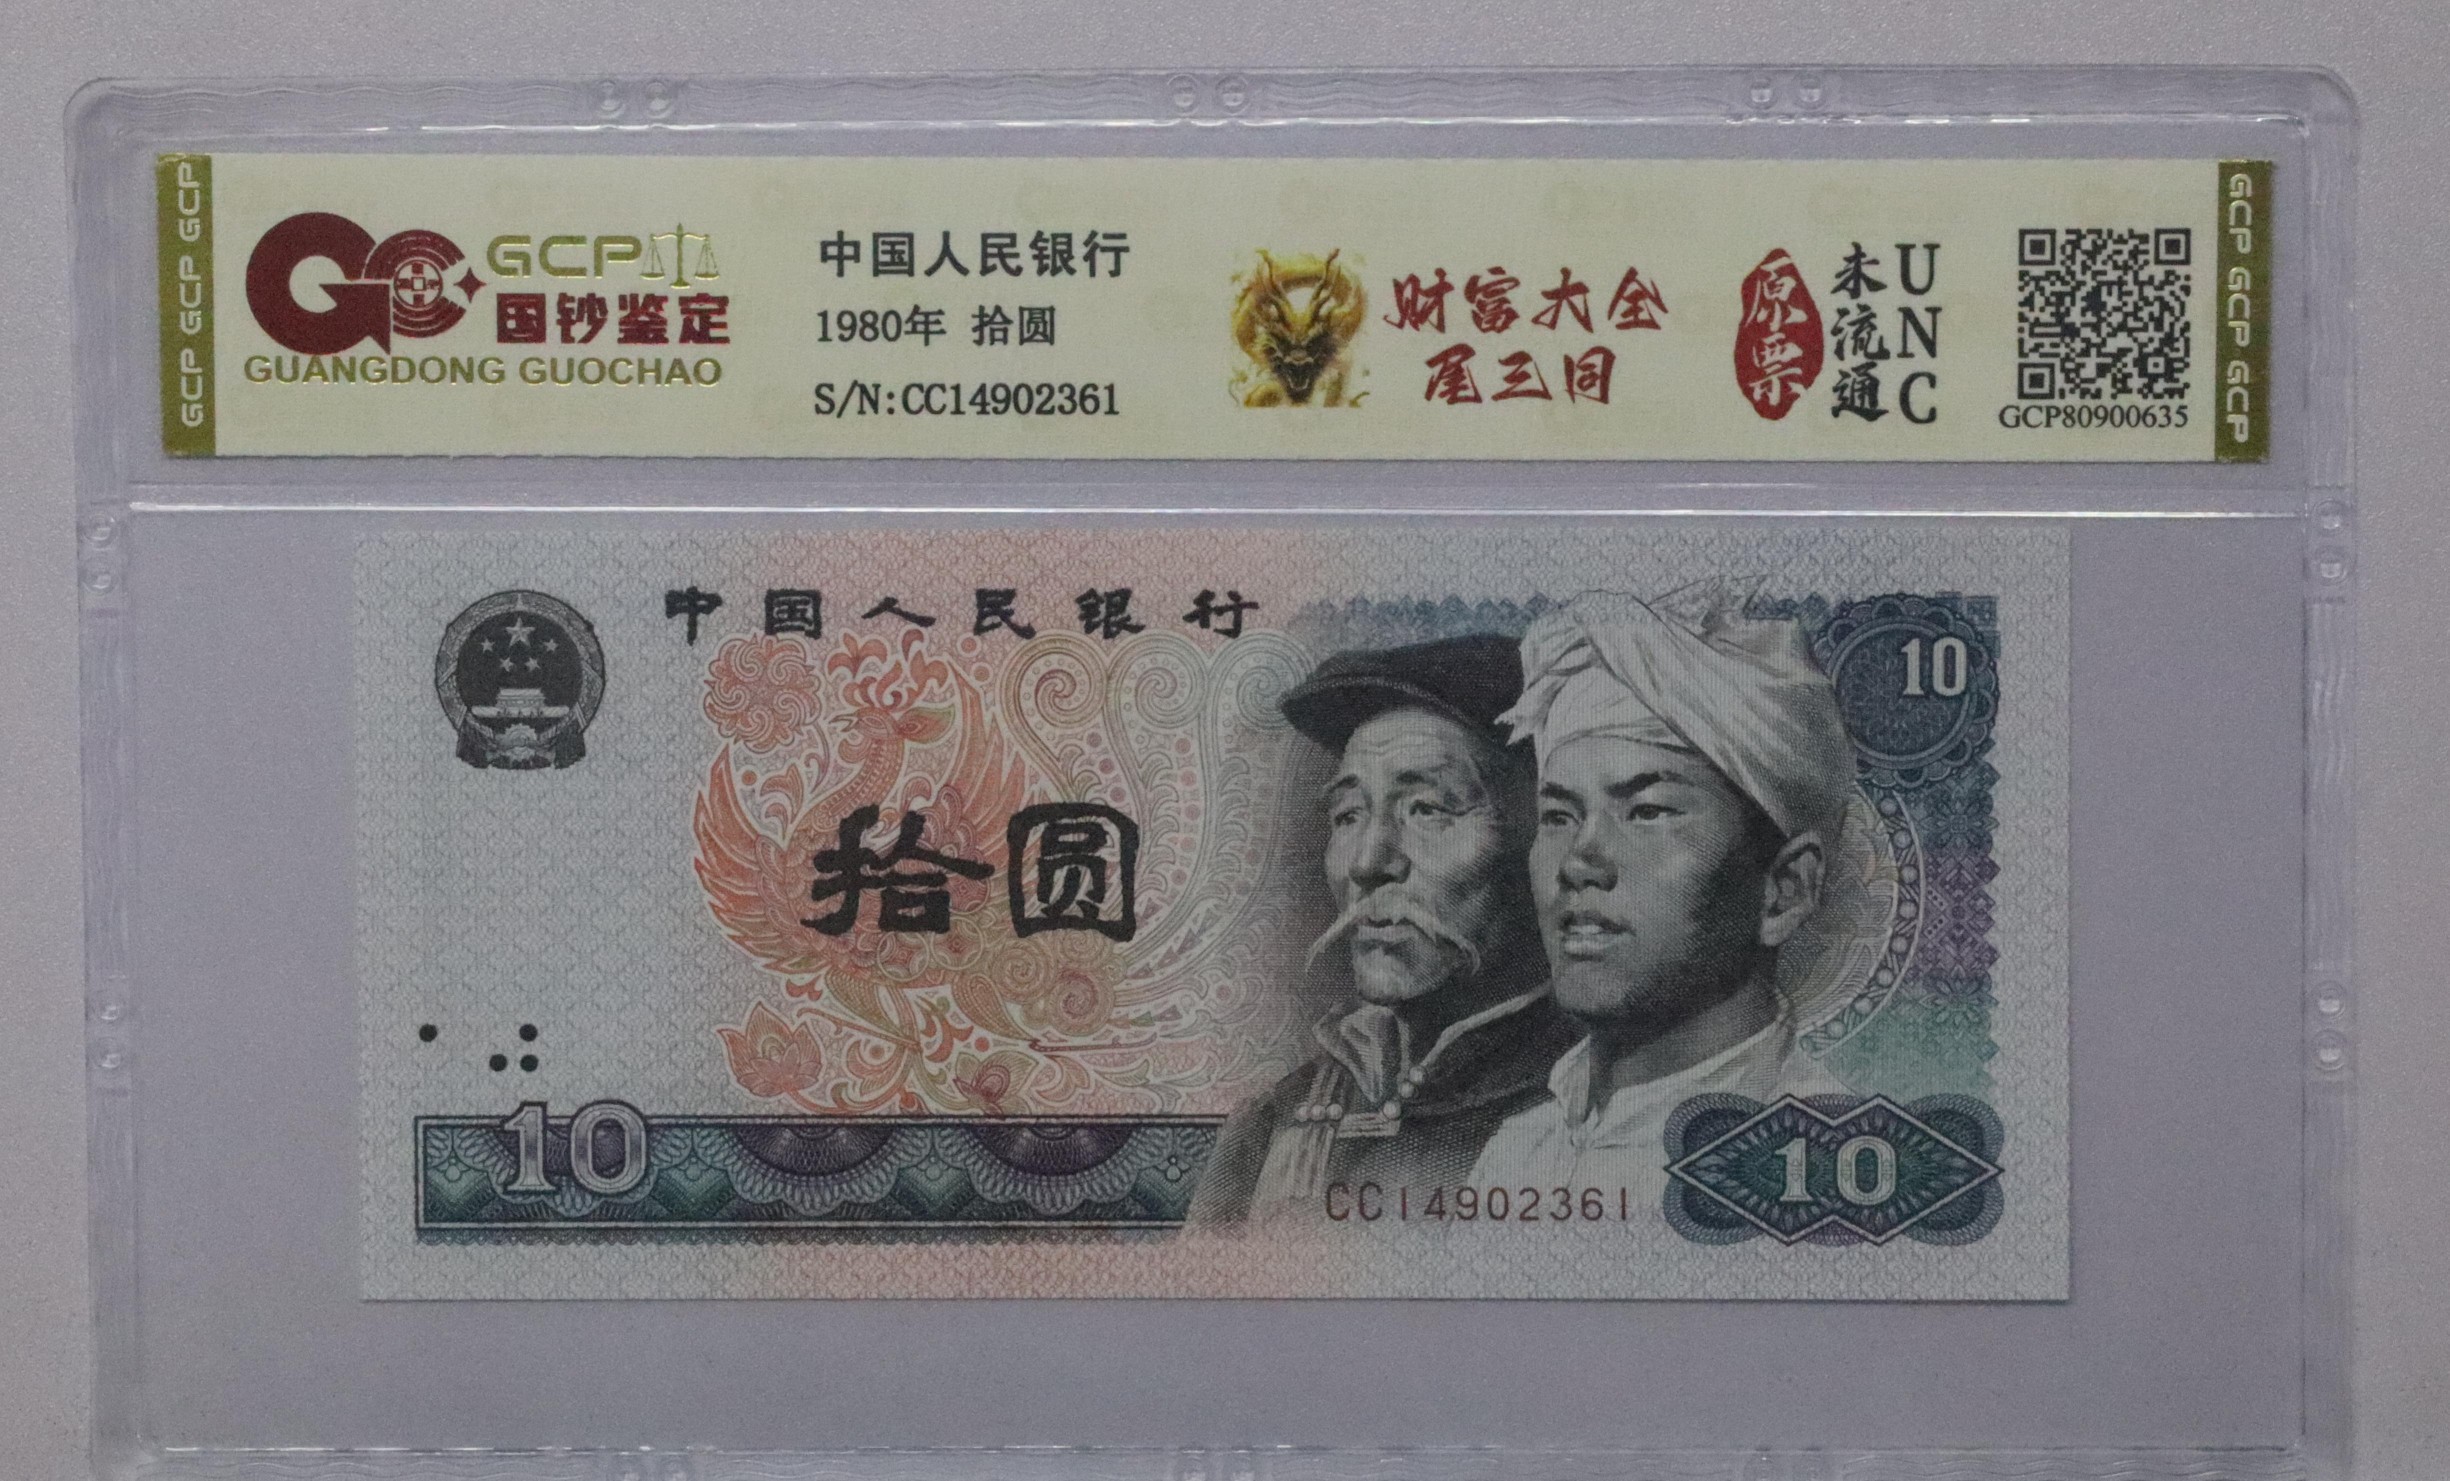 GCP GCP GCP
GCP
国钞鉴定
GUANGDONG GUOCHAO
中国人民银行
1980年 拾圆
S/N:CC14902361
财富大全
尾三同
原票
未流通
UNC
GCP80900635
GCP GCP GCP
中国人民银行
10
拾圆
10
CC14902361
10